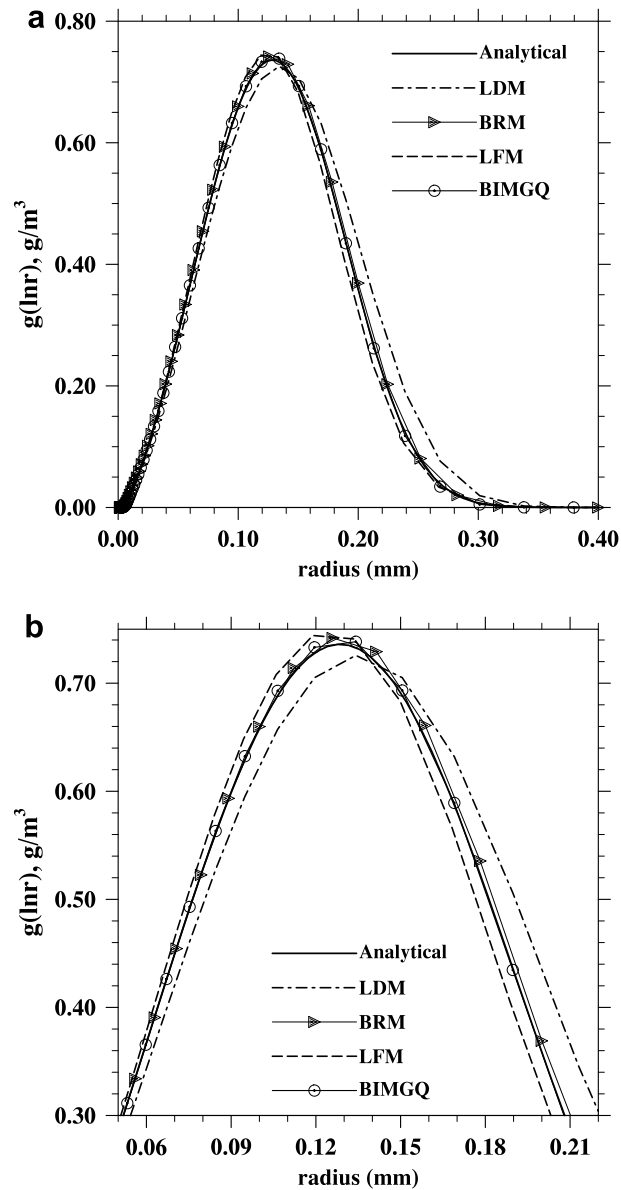 a
0.80
0.60
0.40
0.20
0.00
g(lnr), g/m³
Analytical
LDM
BRM
LFM
BIMGQ
0.00 0.10 0.20 0.30 0.40
radius (mm)
b
0.70
0.60
0.50
0.40
0.30
g(lnr), g/m³
Analytical
LDM
BRM
LFM
BIMGQ
0.06 0.09 0.12 0.15 0.18 0.21
radius (mm)